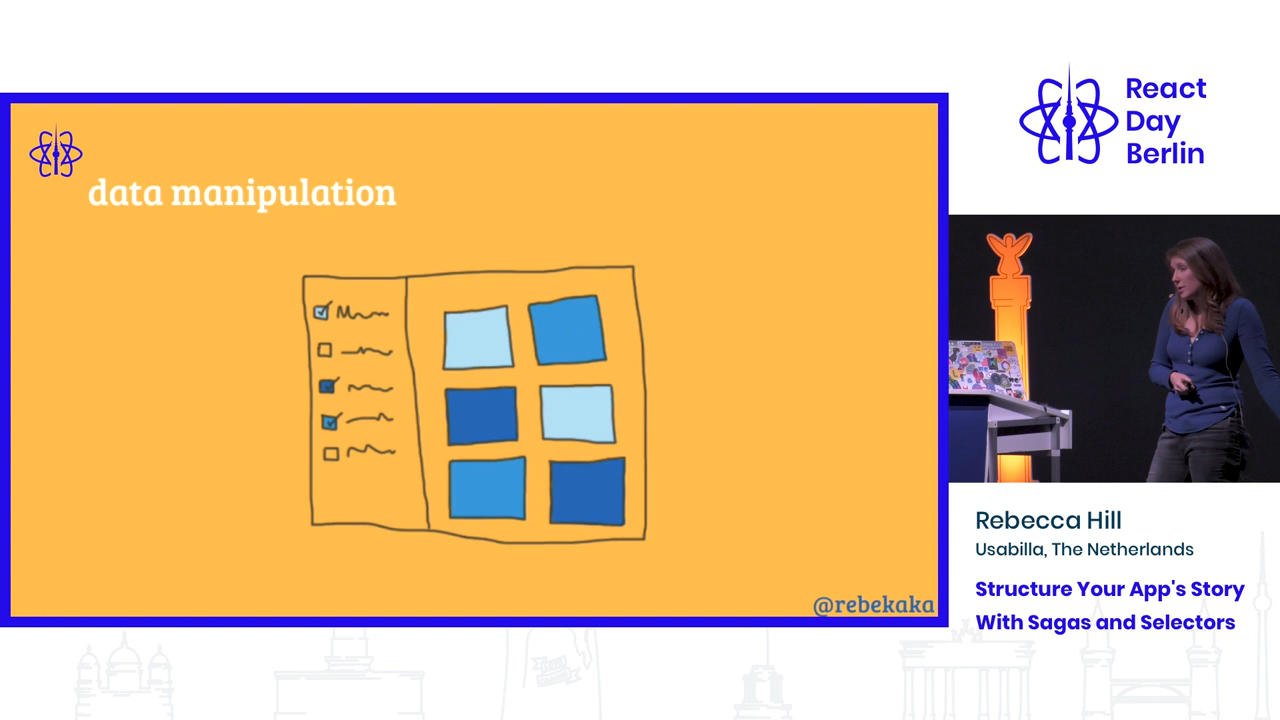 data manipulation
@rebekaka
React
Day
Berlin
Rebecca Hill
Usabilla, The Netherlands
Structure Your App's Story
With Sagas and Selectors